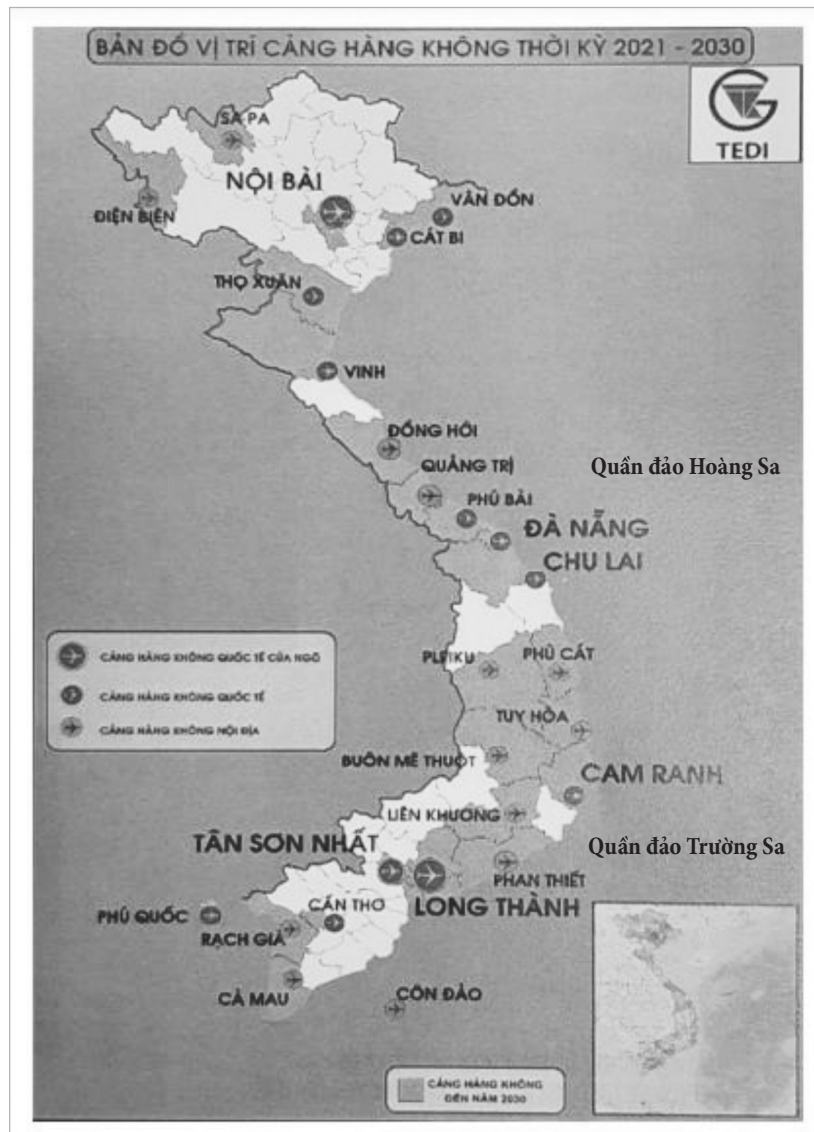 BẢN ĐỒ VỊ TRÍ CẢNG HÀNG KHÔNG THỜI KỲ 2021 - 2030
TEDI
SA PA
NỘI BÀI
ĐIỆN BIÊN
VÂN ĐỒN
CÁT BI
THỌ XUÂN
VINH
ĐỒNG HỚI
QUẢNG TRỊ
Quần đảo Hoàng Sa
PHÚ BÀI
ĐÀ NẴNG
CHU LAI
CẢNG HÀNG KHÔNG QUỐC TẾ CỬA NGÕ
CẢNG HÀNG KHÔNG QUỐC TẾ
CẢNG HÀNG KHÔNG NỘI ĐỊA
PLEIKU
PHÙ CÁT
TUY HÒA
BUÔN MÊ THUỘT
CAM RANH
LIÊN KHƯƠNG
TÂN SƠN NHẤT
Quần đảo Trường Sa
PHAN THIẾT
LONG THÀNH
CẦN THƠ
PHÚ QUỐC
RẠCH GIÁ
CÀ MAU
CÔN ĐẢO
CẢNG HÀNG KHÔNG
ĐẾN NĂM 2030